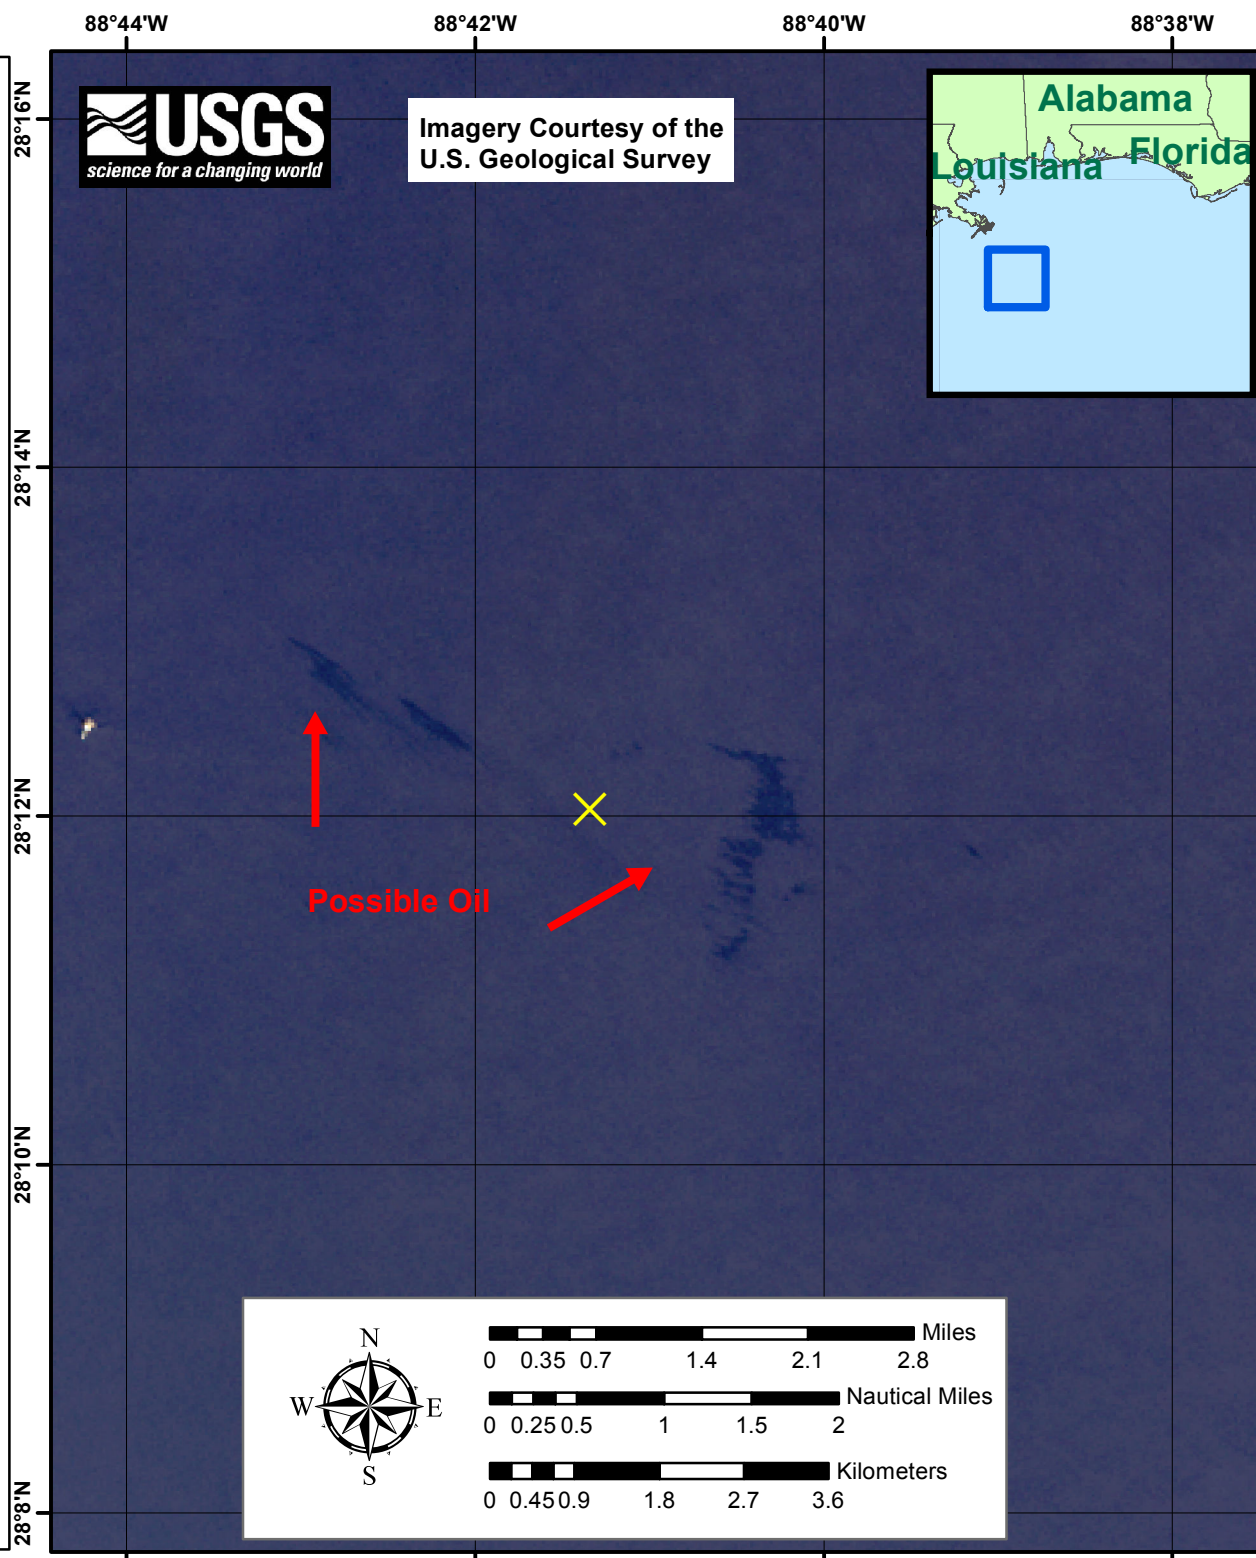 88°44'W 88°42'W 88°40'W 88°38'W
28°16'N
28°14'N
28°12'N
28°10'N
28°8'N
USGS
science for a changing world
Imagery Courtesy of the
U.S. Geological Survey
Alabama
Florida
Louisiana
Possible Oil
N
W E
S
Miles
0 0.35 0.7 1.4 2.1 2.8
Nautical Miles
0 0.25 0.5 1 1.5 2
Kilometers
0 0.45 0.9 1.8 2.7 3.6